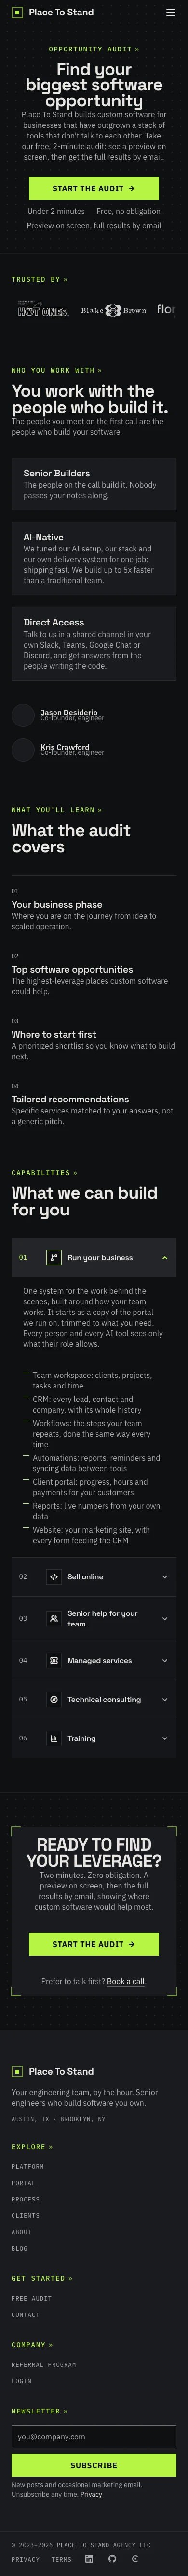 Place To Stand
OPPORTUNITY AUDIT »
Find your
biggest software
opportunity
Place To Stand builds custom software for
businesses that have outgrown a stack of
tools that don't talk to each other. Take
our free, 2-minute audit: see a preview on
screen, then get the full results by email.
START THE AUDIT →
Under 2 minutes Free, no obligation
Preview on screen, full results by email
TRUSTED BY »
HOT ONES Blake Brown flor
WHO YOU WORK WITH »
You work with the
people who build it.
The people you meet on the first call are the
people who build your software.
Senior Builders
The people on the call build it. Nobody
passes your notes along.
AI-Native
We tuned our AI setup, our stack and
our own delivery system for one job:
shipping fast. We build up to 5x faster
than a traditional team.
Direct Access
Talk to us in a shared channel in your
own Slack, Teams, Google Chat or
Discord, and get answers from the
people writing the code.
Jason Desiderio
Co-founder, engineer
Kris Crawford
Co-founder, engineer
WHAT YOU'LL LEARN »
What the audit
covers
01
Your business phase
Where you are on the journey from idea to
scaled operation.
02
Top software opportunities
The highest-leverage places custom software
could help.
03
Where to start first
A prioritized shortlist so you know what to build
next.
04
Tailored recommendations
Specific services matched to your answers, not
a generic pitch.
CAPABILITIES »
What we can build
for you
01 Run your business
One system for the work behind the
scenes, built around how your team
works. It starts as a copy of the portal
we run on, trimmed to what you need.
Every person and every AI tool sees only
what their role allows.
— Team workspace: clients, projects,
tasks and time
— CRM: every lead, contact and
company, with its whole history
— Workflows: the steps your team
repeats, done the same way every
time
— Automations: reports, reminders and
syncing data between tools
— Client portal: progress, hours and
payments for your customers
— Reports: live numbers from your own
data
— Website: your marketing site, with
every form feeding the CRM
02 Sell online
03 Senior help for your
team
04 Managed services
05 Technical consulting
06 Training
READY TO FIND
YOUR LEVERAGE?
Two minutes. Zero obligation. A
preview on screen, then the full
results by email, showing where
custom software would help most.
START THE AUDIT →
Prefer to talk first? Book a call.
Place To Stand
Your engineering team, by the hour. Senior
engineers who build software you own.
AUSTIN, TX · BROOKLYN, NY
EXPLORE »
PLATFORM
PORTAL
PROCESS
CLIENTS
ABOUT
BLOG
GET STARTED »
FREE AUDIT
CONTACT
COMPANY »
REFERRAL PROGRAM
LOGIN
NEWSLETTER »
you@company.com
SUBSCRIBE
New posts and occasional marketing email.
Unsubscribe any time. Privacy
© 2023-2026 PLACE TO STAND AGENCY LLC
PRIVACY TERMS